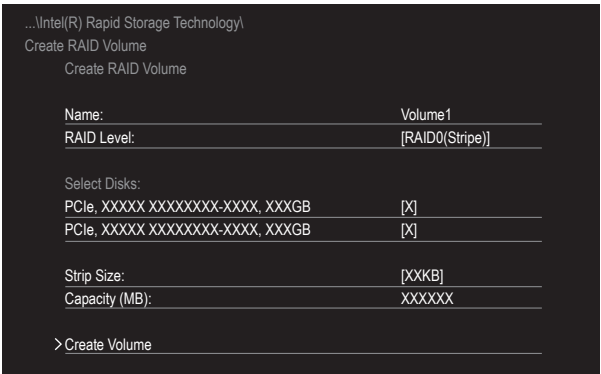 ...\Intel(R) Rapid Storage Technology\
Create RAID Volume
Create RAID Volume
Name: Volume1
RAID Level: [RAID0(Stripe)]
Select Disks:
PCIe, XXXXX XXXXXXXX-XXXX, XXXGB [X]
PCIe, XXXXX XXXXXXXX-XXXX, XXXGB [X]
Strip Size: [XXKB]
Capacity (MB): XXXXXX
>Create Volume